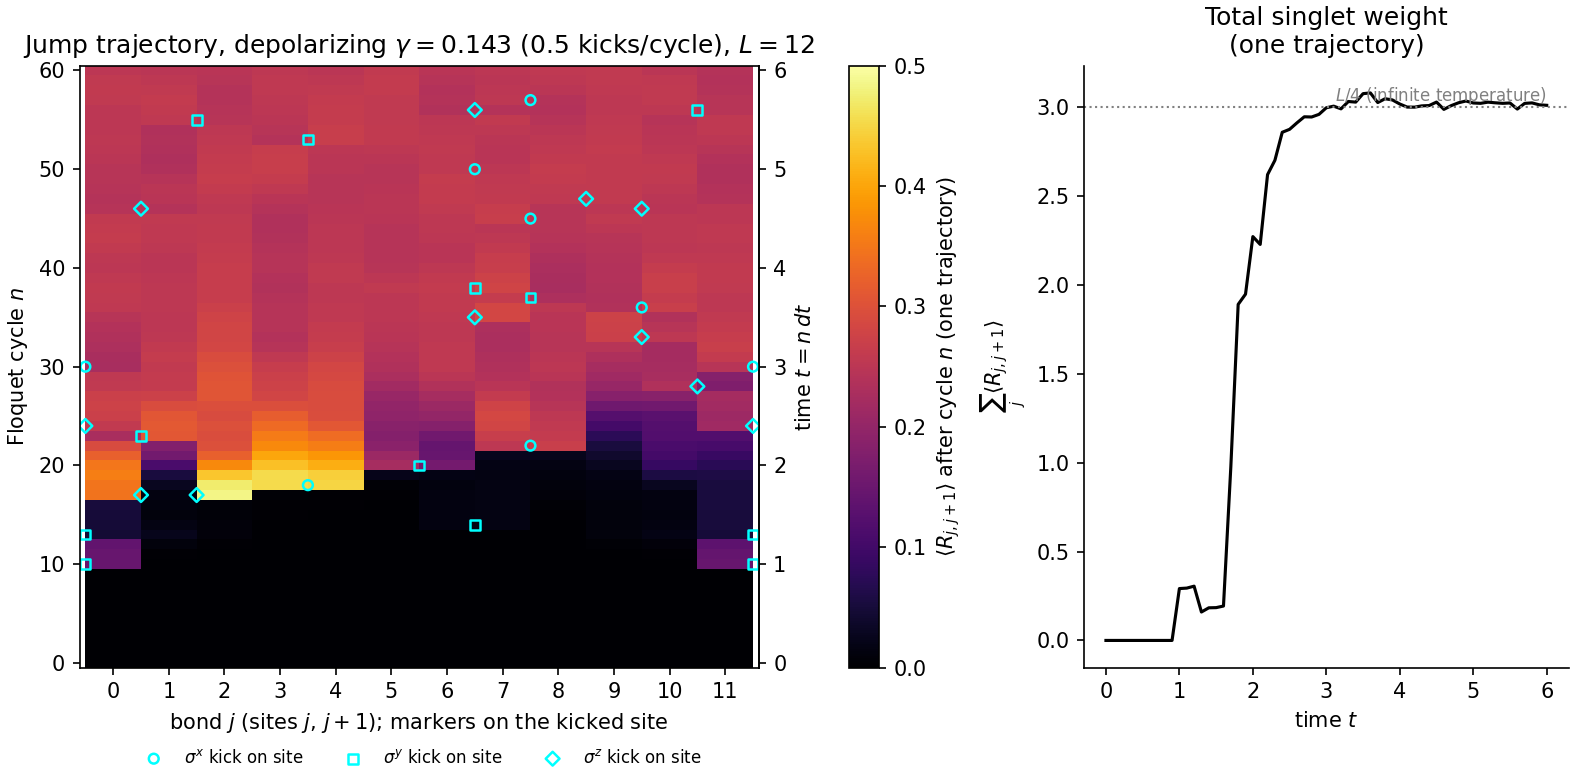 Jump trajectory, depolarizing γ = 0.143 (0.5 kicks/cycle), L = 12
60
50
40
30
20
10
0
Floquet cycle n
0 1 2 3 4 5 6 7 8 9 10 11
bond j (sites j, j + 1); markers on the kicked site
6
5
4
3
2
1
0
time t = n dt
σ^x kick on site
σ^y kick on site
σ^z kick on site
0.5
0.4
0.3
0.2
0.1
0.0
⟨R_{j, j+1}⟩ after cycle n (one trajectory)
Total singlet weight
(one trajectory)
L/4 (infinite temperature)
3.0
2.5
2.0
1.5
1.0
0.5
0.0
∑_j ⟨R_{j, j+1}⟩
0 1 2 3 4 5 6
time t